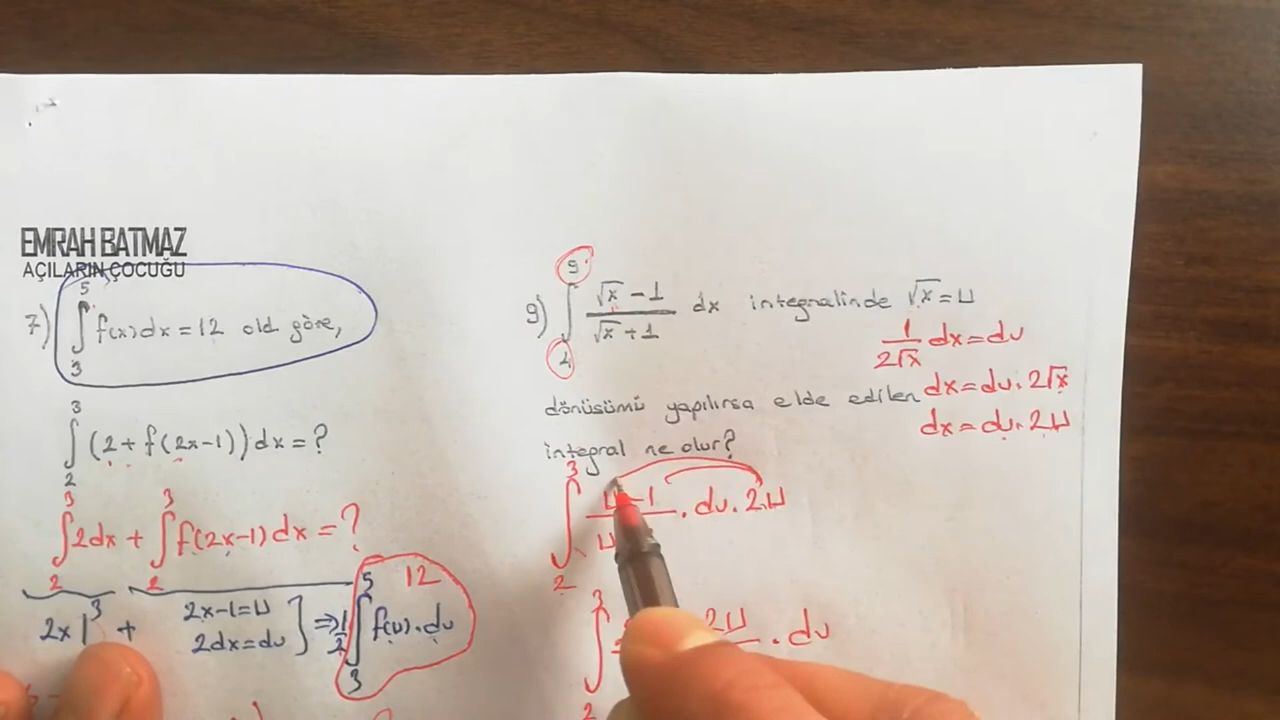 EMRAH BATMAZ
AÇILARIN ÇOCUĞU
7) ∫₃⁵ f(x)dx = 12 old göre,
∫₂³ (2 + f(2x-1))dx = ?
∫₂³ 2dx + ∫₂³ f(2x-1)dx = ?
2x|³ +
2x-1=u
2dx=du
⇒ 1/2 ∫₃⁵ f(u).du
12
9) ∫₄⁹ (√x - 1)/(√x + 1) dx integralinde √x = u
1/(2√x) dx = du
dönüsümü yapılırsa elde edilen
dx = du.2√x
dx = du.2u
integral ne olur?
∫₂³ u-1 . du.2.u
u
∫₂³ 2u . du